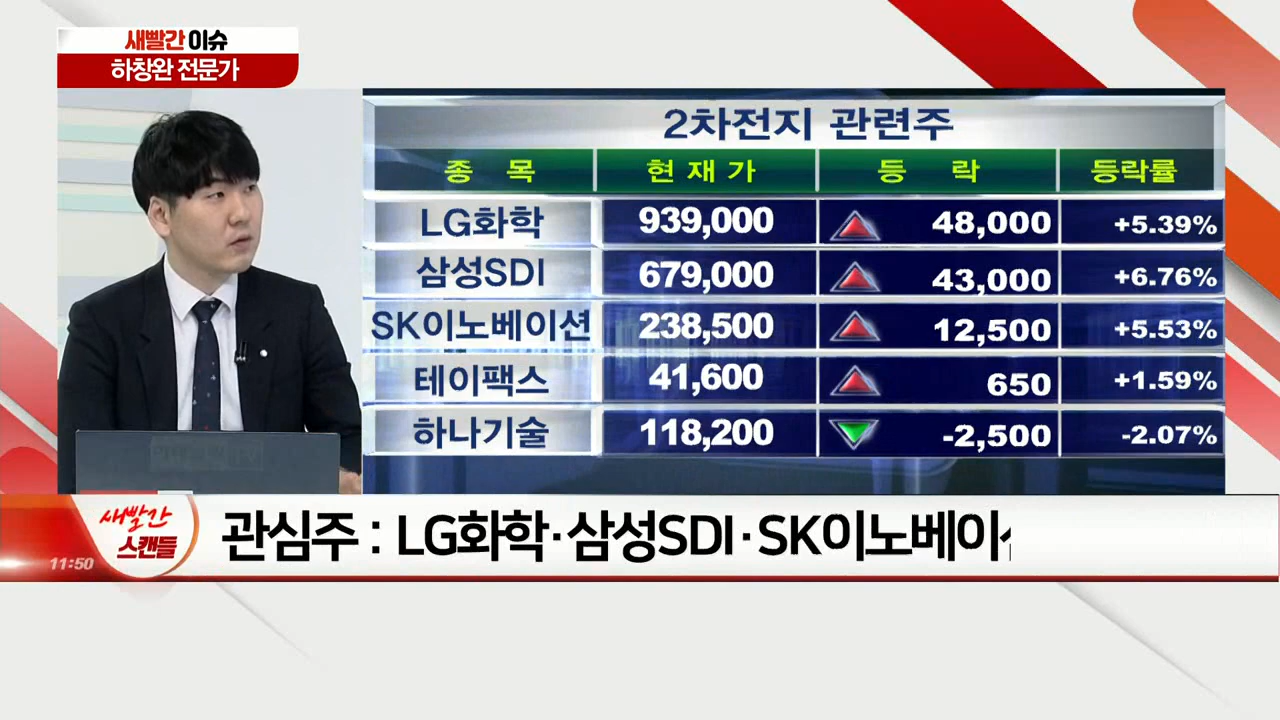 새빨간 이슈
하창완 전문가
2차전지 관련주
종 목 현 재 가 등 락 등락률
LG화학 939,000 48,000 +5.39%
삼성SDI 679,000 43,000 +6.76%
SK이노베이션 238,500 12,500 +5.53%
테이팩스 41,600 650 +1.59%
하나기술 118,200 -2,500 -2.07%
새빨간
스캔들
11:50
관심주 : LG화학·삼성SDI·SK이노베이